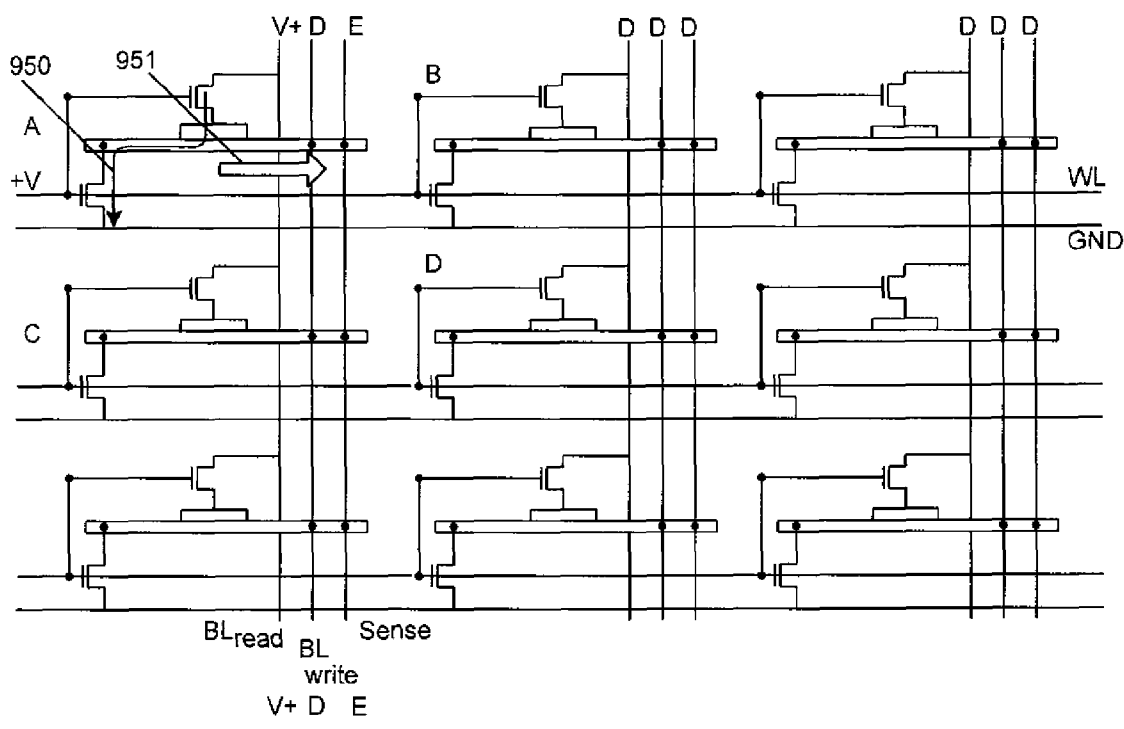 V+ D E D D D D D D
950 951 B
A
+V WL
GND
D
C
BLread Sense
BL
write
V+ D E